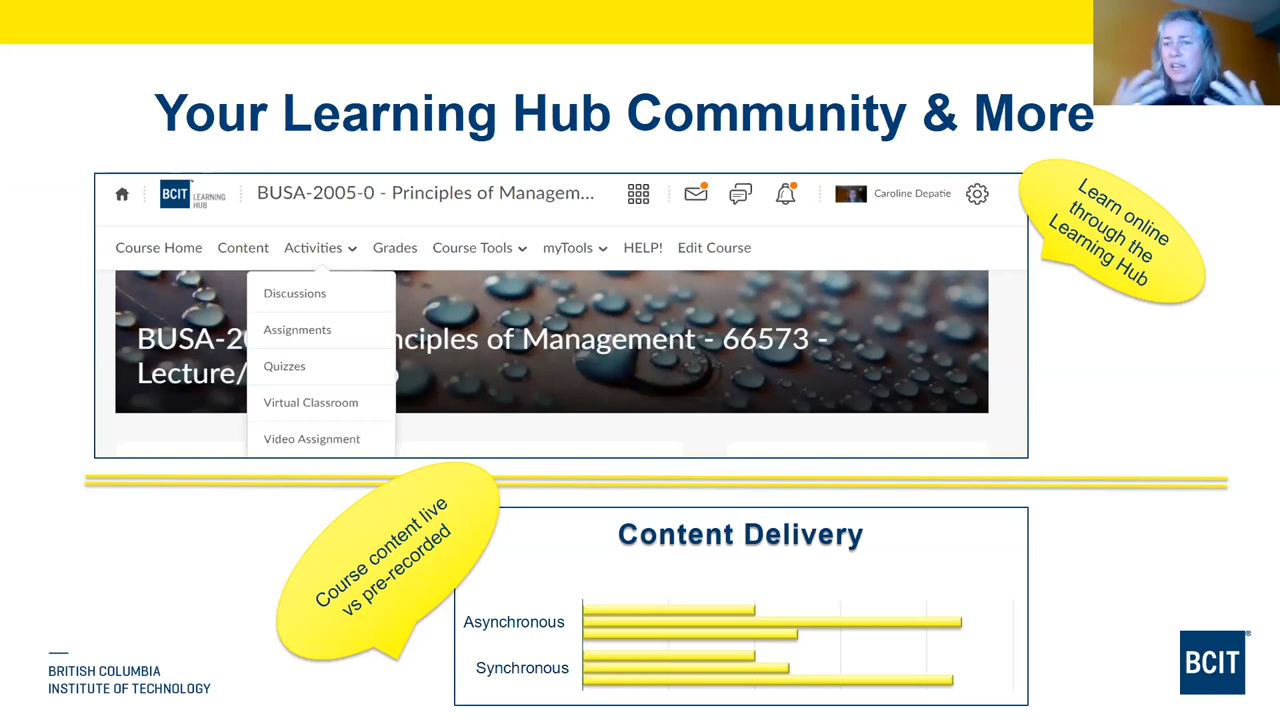 Your Learning Hub Community & More
BCIT
LEARNING
HUB
BUSA-2005-0 - Principles of Managem...
Caroline Depatie
Course Home
Content
Activities
Grades
Course Tools
myTools
HELP!
Edit Course
Discussions
Assignments
Quizzes
Virtual Classroom
Video Assignment
BUSA-20 nciples of Management - 66573 -
Lecture/
Learn online
through the
Learning Hub
Course content live
vs pre-recorded
Content Delivery
Asynchronous
Synchronous
BRITISH COLUMBIA
INSTITUTE OF TECHNOLOGY
BCIT
®